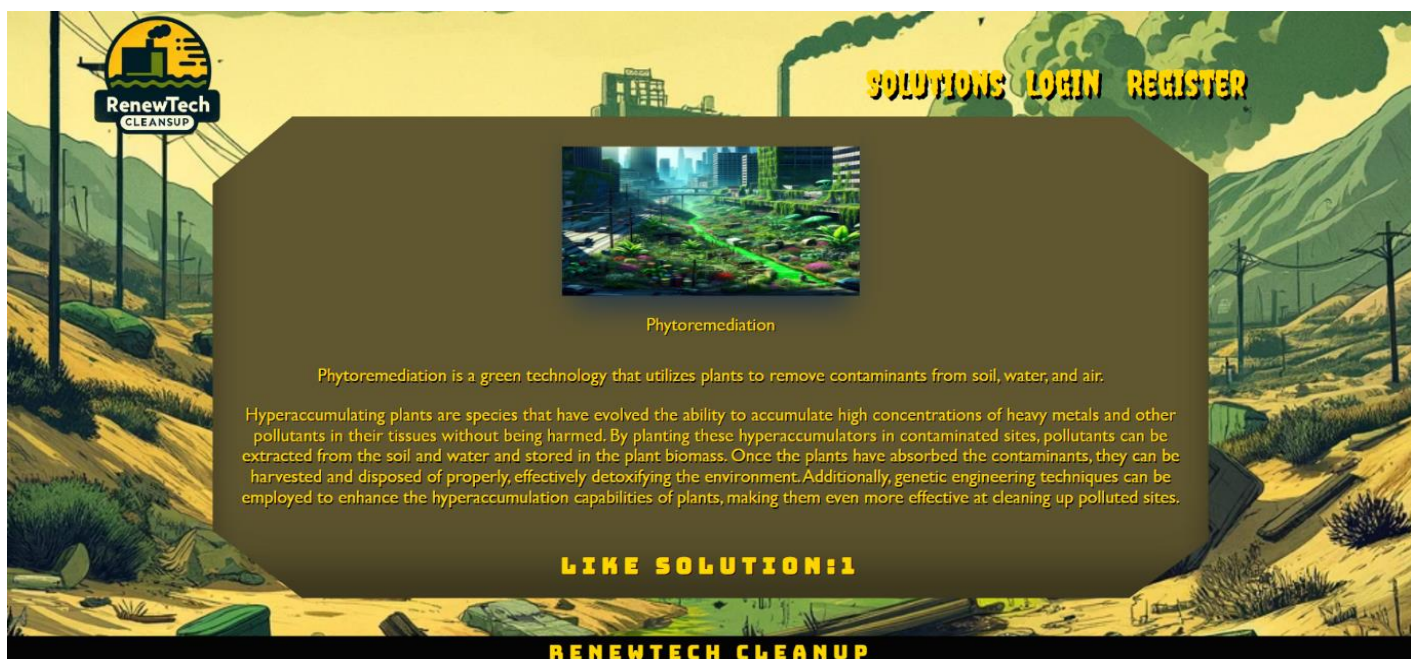 RenewTech
CLEANSUP
SOLUTIONS LOGIN REGISTER
Phytoremediation
Phytoremediation is a green technology that utilizes plants to remove contaminants from soil, water, and air.
Hyperaccumulating plants are species that have evolved the ability to accumulate high concentrations of heavy metals and other
pollutants in their tissues without being harmed. By planting these hyperaccumulators in contaminated sites, pollutants can be
extracted from the soil and water and stored in the plant biomass. Once the plants have absorbed the contaminants, they can be
harvested and disposed of properly, effectively detoxifying the environment. Additionally, genetic engineering techniques can be
employed to enhance the hyperaccumulation capabilities of plants, making them even more effective at cleaning up polluted sites.
LIKE SOLUTION:1
RENEWTECH CLEANUP